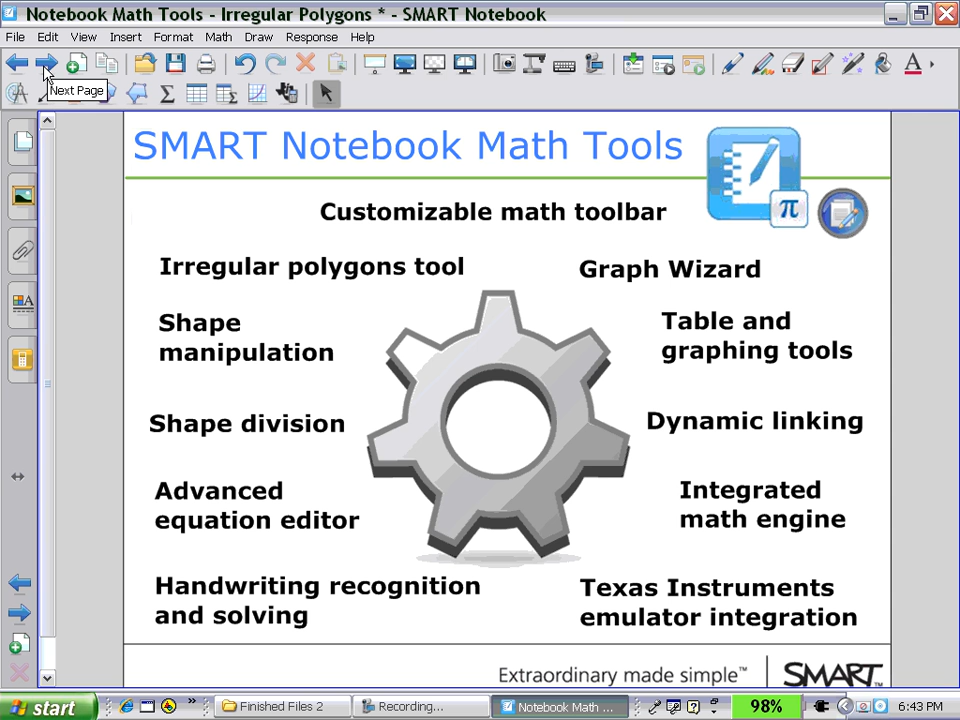 Notebook Math Tools - Irregular Polygons * - SMART Notebook
File Edit View Insert Format Math Draw Response Help
Next Page
SMART Notebook Math Tools
π
Customizable math toolbar
Irregular polygons tool
Graph Wizard
Shape
manipulation
Table and
graphing tools
Shape division
Dynamic linking
Advanced
equation editor
Integrated
math engine
Handwriting recognition
and solving
Texas Instruments
emulator integration
Extraordinary made simple™
SMART
start
Finished Files 2
Recording...
Notebook Math ...
98%
6:43 PM